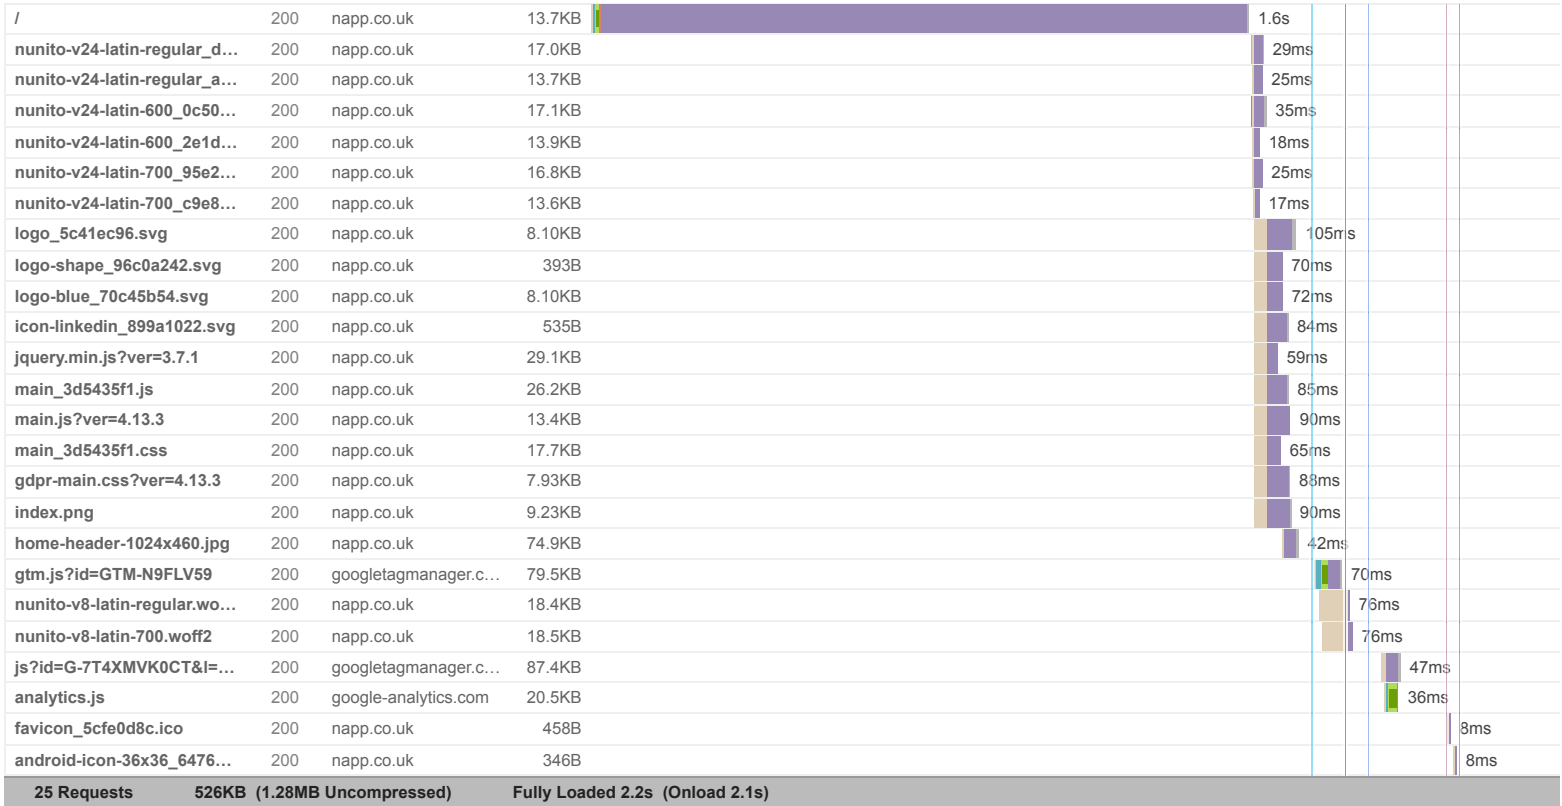 / 200 napp.co.uk 13.7KB 1.6s
nunito-v24-latin-regular_d… 200 napp.co.uk 17.0KB 29ms
nunito-v24-latin-regular_a… 200 napp.co.uk 13.7KB 25ms
nunito-v24-latin-600_0c50… 200 napp.co.uk 17.1KB 35ms
nunito-v24-latin-600_2e1d… 200 napp.co.uk 13.9KB 18ms
nunito-v24-latin-700_95e2… 200 napp.co.uk 16.8KB 25ms
nunito-v24-latin-700_c9e8… 200 napp.co.uk 13.6KB 17ms
logo_5c41ec96.svg 200 napp.co.uk 8.10KB 105ms
logo-shape_96c0a242.svg 200 napp.co.uk 393B 70ms
logo-blue_70c45b54.svg 200 napp.co.uk 8.10KB 72ms
icon-linkedin_899a1022.svg 200 napp.co.uk 535B 84ms
jquery.min.js?ver=3.7.1 200 napp.co.uk 29.1KB 59ms
main_3d5435f1.js 200 napp.co.uk 26.2KB 85ms
main.js?ver=4.13.3 200 napp.co.uk 13.4KB 90ms
main_3d5435f1.css 200 napp.co.uk 17.7KB 65ms
gdpr-main.css?ver=4.13.3 200 napp.co.uk 7.93KB 88ms
index.png 200 napp.co.uk 9.23KB 90ms
home-header-1024x460.jpg 200 napp.co.uk 74.9KB 42ms
gtm.js?id=GTM-N9FLV59 200 googletagmanager.c… 79.5KB 70ms
nunito-v8-latin-regular.wo… 200 napp.co.uk 18.4KB 76ms
nunito-v8-latin-700.woff2 200 napp.co.uk 18.5KB 76ms
js?id=G-7T4XMVK0CT&l=… 200 googletagmanager.c… 87.4KB 47ms
analytics.js 200 google-analytics.com 20.5KB 36ms
favicon_5cfe0d8c.ico 200 napp.co.uk 458B 8ms
android-icon-36x36_6476… 200 napp.co.uk 346B 8ms
25 Requests 526KB (1.28MB Uncompressed) Fully Loaded 2.2s (Onload 2.1s)